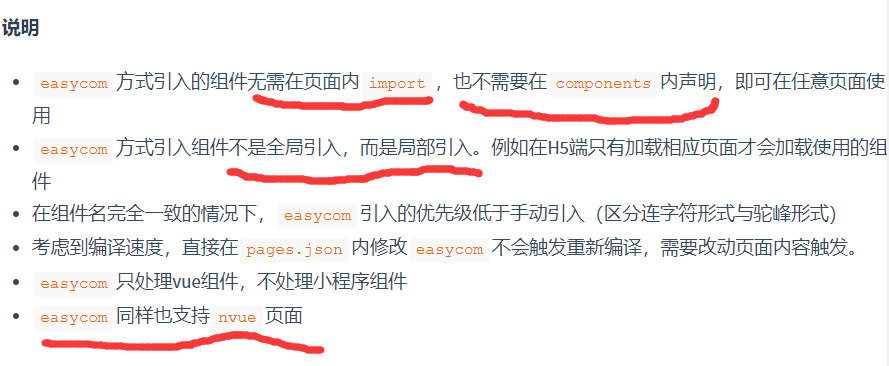 说明
easycom 方式引入的组件无需在页面内 import ，也不需要在 components 内声明，即可在任意页面使
用
easycom 方式引入组件不是全局引入，而是局部引入。例如在H5端只有加载相应页面才会加载使用的组
件
在组件名完全一致的情况下， easycom 引入的优先级低于手动引入（区分连字符形式与驼峰形式）
考虑到编译速度，直接在 pages.json 内修改 easycom 不会触发重新编译，需要改动页面内容触发。
easycom 只处理vue组件，不处理小程序组件
easycom 同样也支持 nvue 页面